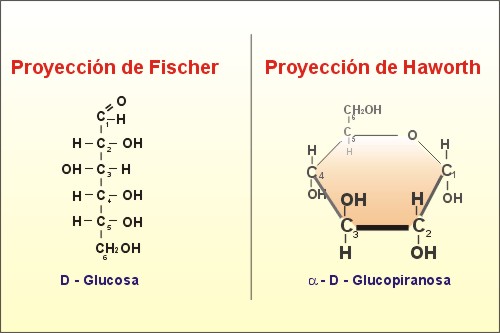 Proyección de Fischer
O
C H
1
H C OH
2
OH C H
3
H C OH
4
H C OH
5
CH2OH
6
D - Glucosa
Proyección de Haworth
CH2OH
6
C O
5
H H H
C C
4 1
OH OH H OH
C C
3 2
H OH
α - D - Glucopiranosa